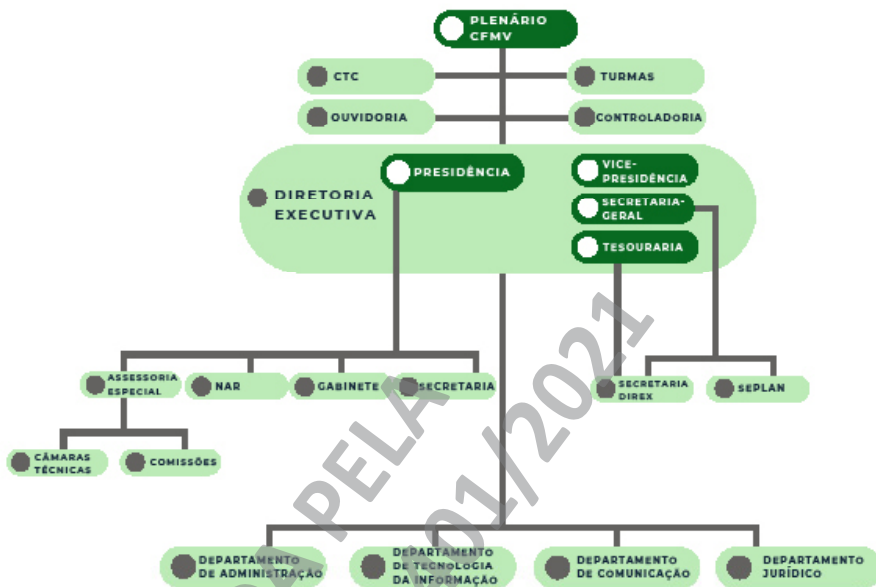 PLENÁRIO
CFMV
CTC
TURMAS
OUVIDORIA
CONTROLADORIA
PRESIDÊNCIA
VICE-
PRESIDÊNCIA
DIRETORIA
EXECUTIVA
SECRETARIA-
GERAL
TESOURARIA
ASSESSORIA
ESPECIAL
NAR
GABINETE
SECRETARIA
SECRETARIA
DIREX
SEPLAN
CÂMARAS
TÉCNICAS
COMISSÕES
DEPARTAMENTO
DE ADMINISTRAÇÃO
DEPARTAMENTO
DE TECNOLOGIA
DA INFORMAÇÃO
DEPARTAMENTO
DE COMUNICAÇÃO
DEPARTAMENTO
JURÍDICO
PELA
01/2021